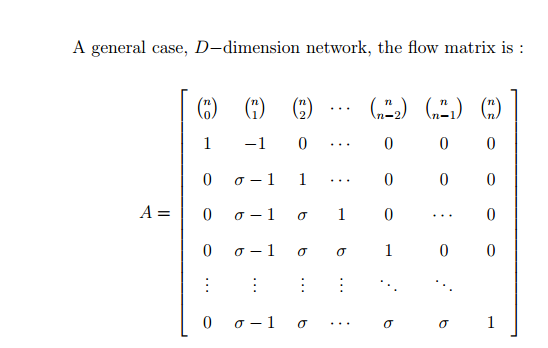 A general case, D−dimension network, the flow matrix is :
(n 0) (n 1) (n 2) ⋯ (n n−2) (n n−1) (n n)
1 −1 0 ⋯ 0 0 0
0 σ − 1 1 ⋯ 0 0 0
A = 0 σ − 1 σ 1 0 ⋯ 0
0 σ − 1 σ σ 1 0 0
⋮ ⋮ ⋮ ⋮ ⋱ ⋱
0 σ − 1 σ ⋯ σ σ 1